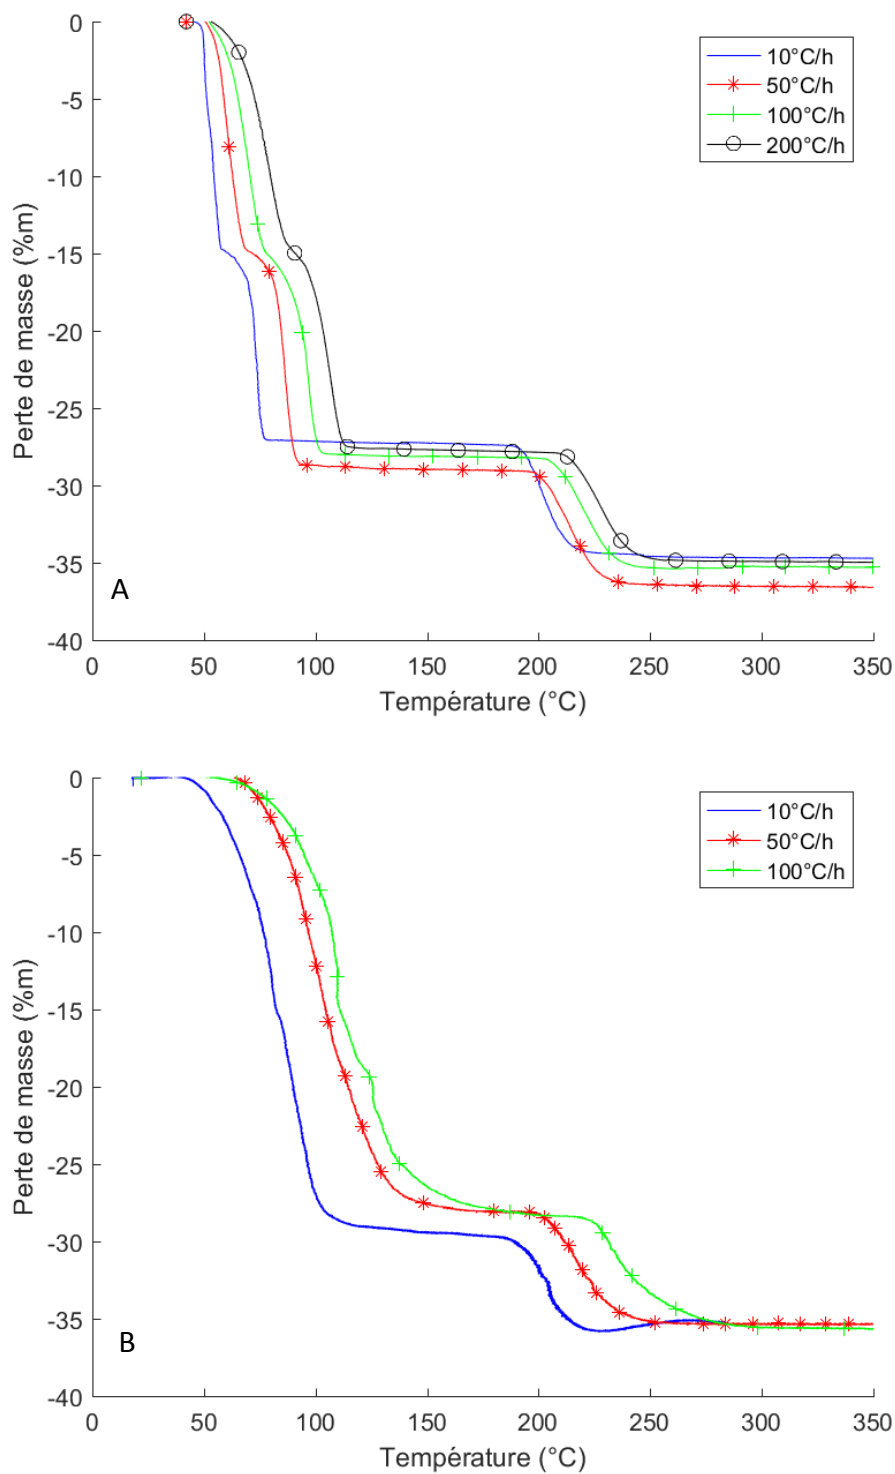 0
-5
-10
-15
-20
-25
-30
-35
-40
Perte de masse (%m)
10°C/h
50°C/h
100°C/h
200°C/h
A
0 50 100 150 200 250 300 350
Température (°C)
0
-5
-10
-15
-20
-25
-30
-35
-40
Perte de masse (%m)
10°C/h
50°C/h
100°C/h
B
0 50 100 150 200 250 300 350
Température (°C)